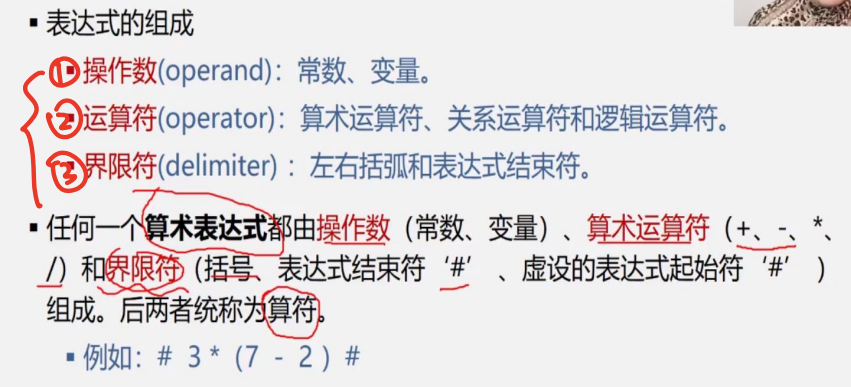 ▪ 表达式的组成
① 操作数(operand)：常数、变量。
② 运算符(operator)：算术运算符、关系运算符和逻辑运算符。
③ 界限符(delimiter) ：左右括弧和表达式结束符。
▪ 任何一个算术表达式都由操作数（常数、变量）、算术运算符（+、-、*、
/）和界限符（括号、表达式结束符‘#’、虚设的表达式起始符‘#’）
组成。后两者统称为算符。
▪ 例如：# 3 * (7 - 2 ) #